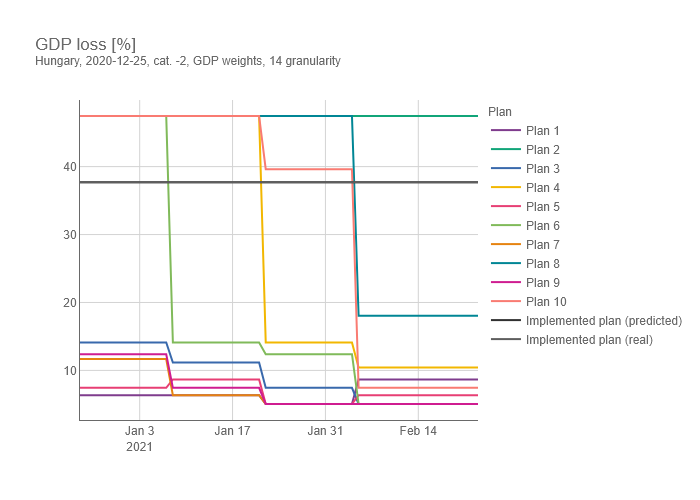 GDP loss [%]
Hungary, 2020-12-25, cat. -2, GDP weights, 14 granularity
Plan
Plan 1
Plan 2
Plan 3
Plan 4
Plan 5
Plan 6
Plan 7
Plan 8
Plan 9
Plan 10
Implemented plan (predicted)
Implemented plan (real)
40
30
20
10
Jan 3 Jan 17 Jan 31 Feb 14
2021